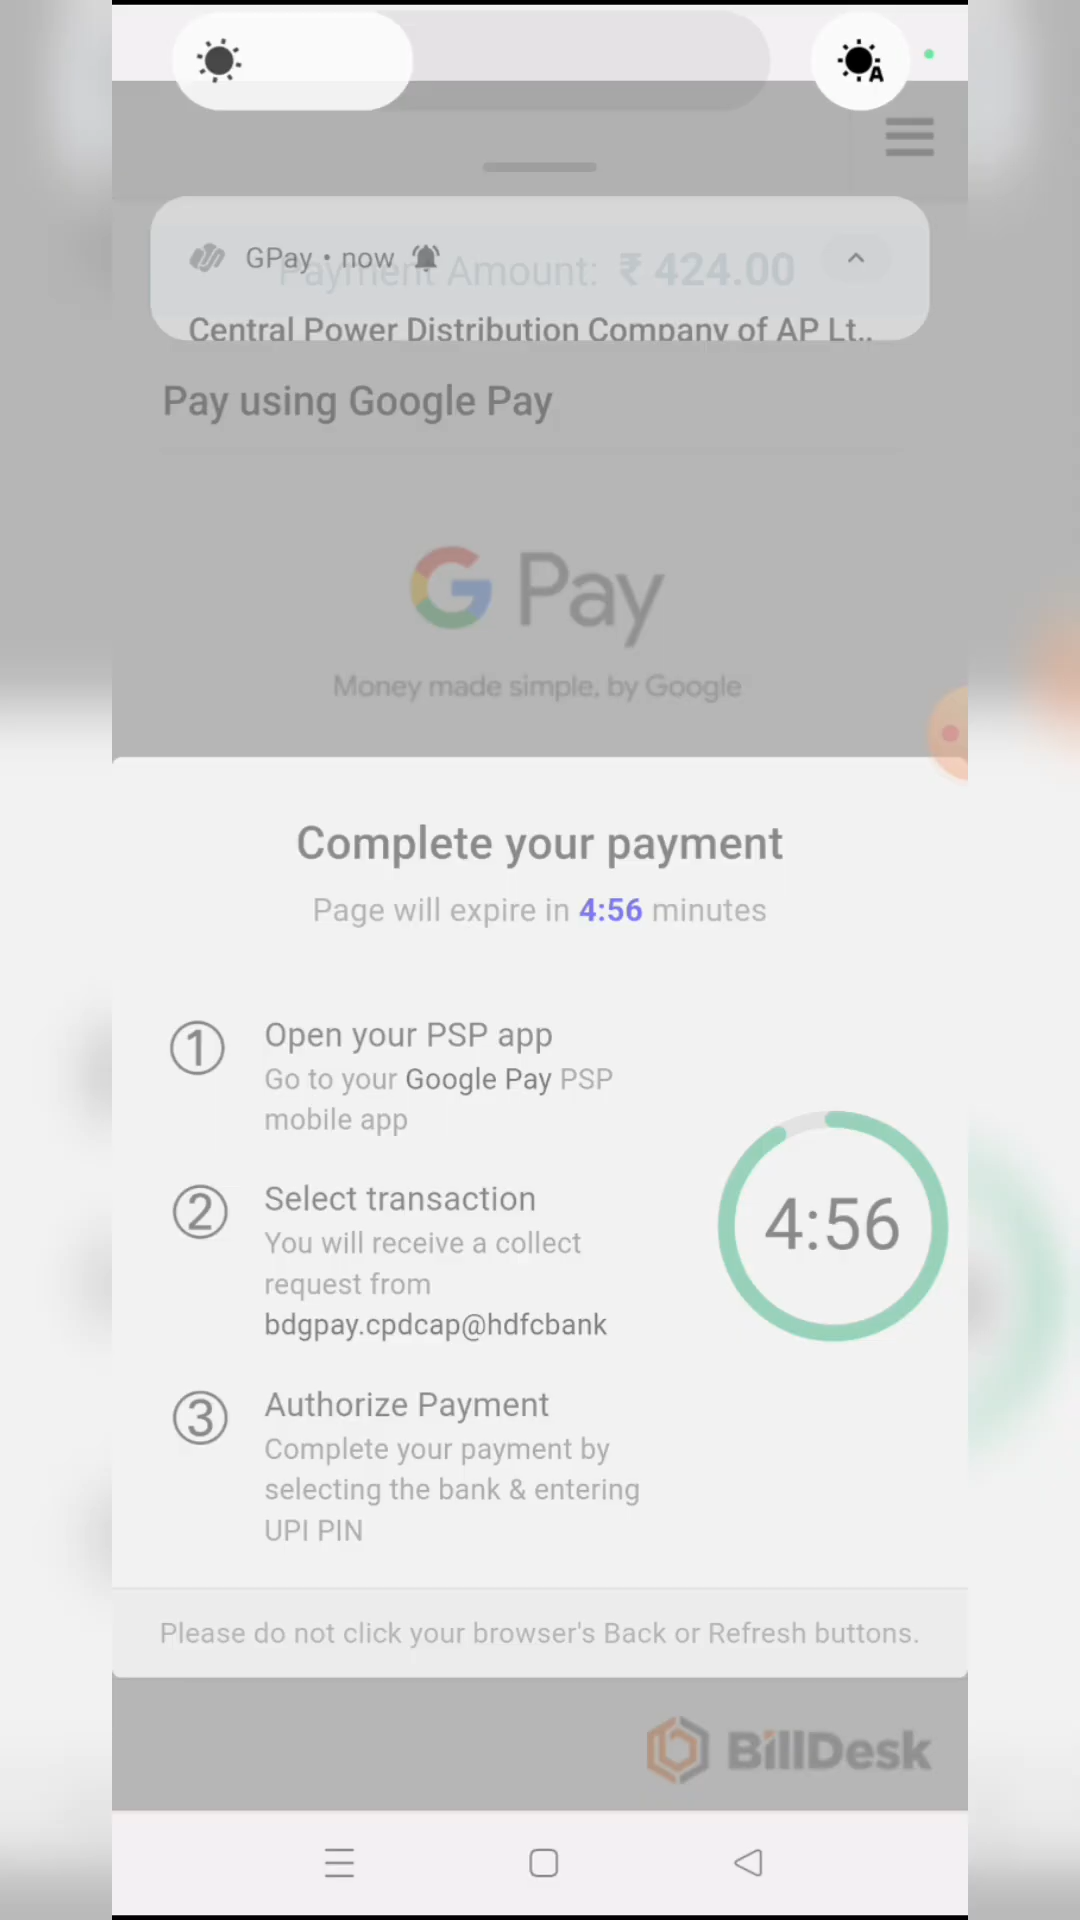 GPay • now
Payment Amount: ₹ 424.00
Central Power Distribution Company of AP Lt..
Pay using Google Pay
G Pay
Money made simple, by Google
Complete your payment
Page will expire in 4:56 minutes
1 Open your PSP app
Go to your Google Pay PSP
mobile app
2 Select transaction
You will receive a collect
request from
bdgpay.cpdcap@hdfcbank
4:56
3 Authorize Payment
Complete your payment by
selecting the bank & entering
UPI PIN
Please do not click your browser's Back or Refresh buttons.
BillDesk